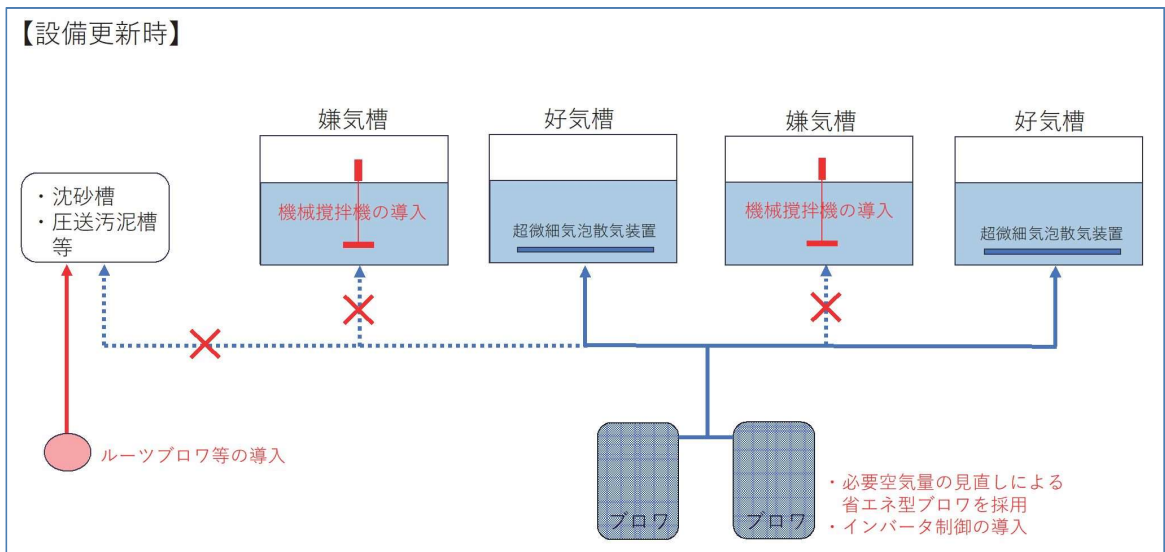 【設備更新時】
嫌気槽
好気槽
嫌気槽
好気槽
・沈砂槽
・圧送汚泥槽
等
機械撹拌機の導入
超微細気泡散気装置
機械撹拌機の導入
超微細気泡散気装置
ルーツブロワ等の導入
ブロワ
ブロワ
・必要空気量の見直しによる
省エネ型ブロワを採用
・インバータ制御の導入